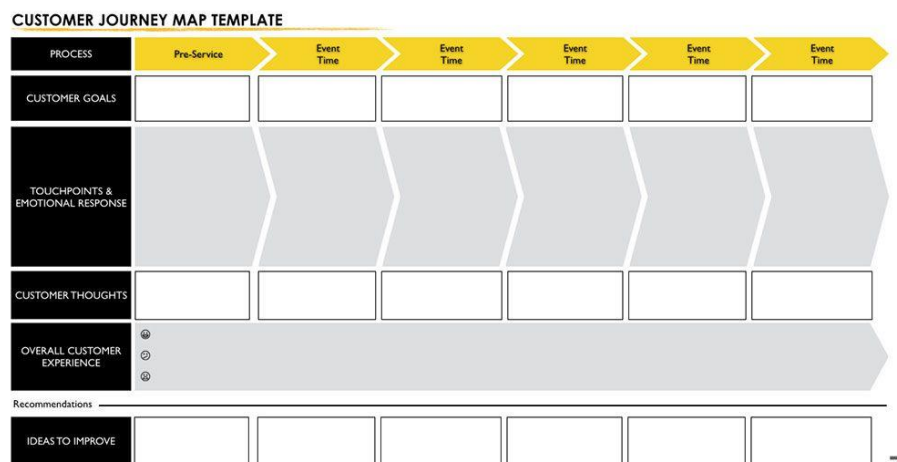 CUSTOMER JOURNEY MAP TEMPLATE
PROCESS
Pre-Service
Event
Time
Event
Time
Event
Time
Event
Time
Event
Time
CUSTOMER GOALS
TOUCHPOINTS &
EMOTIONAL RESPONSE
CUSTOMER THOUGHTS
OVERALL CUSTOMER
EXPERIENCE
Recommendations
IDEAS TO IMPROVE